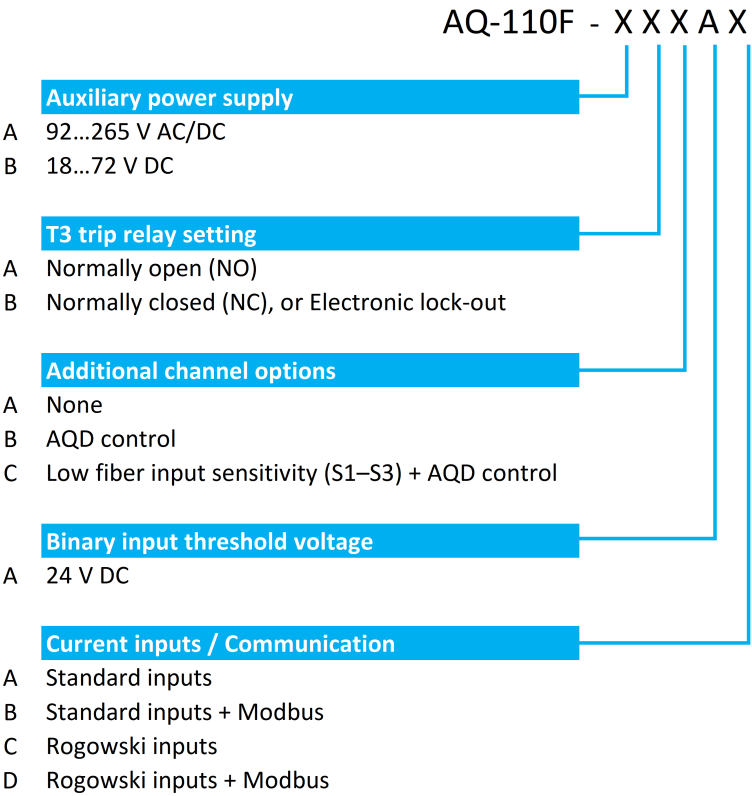 AQ-110F - X X X A X
Auxiliary power supply
A 92...265 V AC/DC
B 18...72 V DC
T3 trip relay setting
A Normally open (NO)
B Normally closed (NC), or Electronic lock-out
Additional channel options
A None
B AQD control
C Low fiber input sensitivity (S1–S3) + AQD control
Binary input threshold voltage
A 24 V DC
Current inputs / Communication
A Standard inputs
B Standard inputs + Modbus
C Rogowski inputs
D Rogowski inputs + Modbus